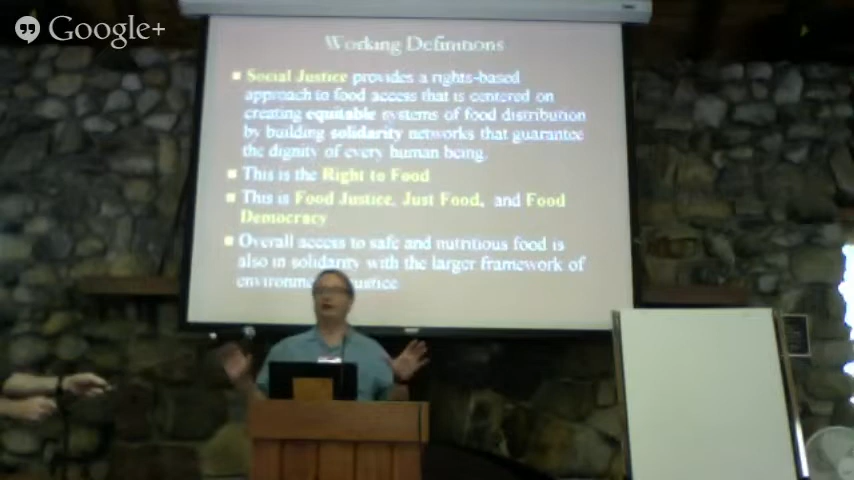 Google+
Working Definitions
Social Justice provides a rights-based
approach to food access that is centered on
creating equitable systems of food distribution
by building solidarity networks that guarantee
the dignity of every human being.
This is the Right to Food
This is Food Justice, Just Food, and Food
Democracy
Overall access to safe and nutritious food is
also in solidarity with the larger framework of
justice